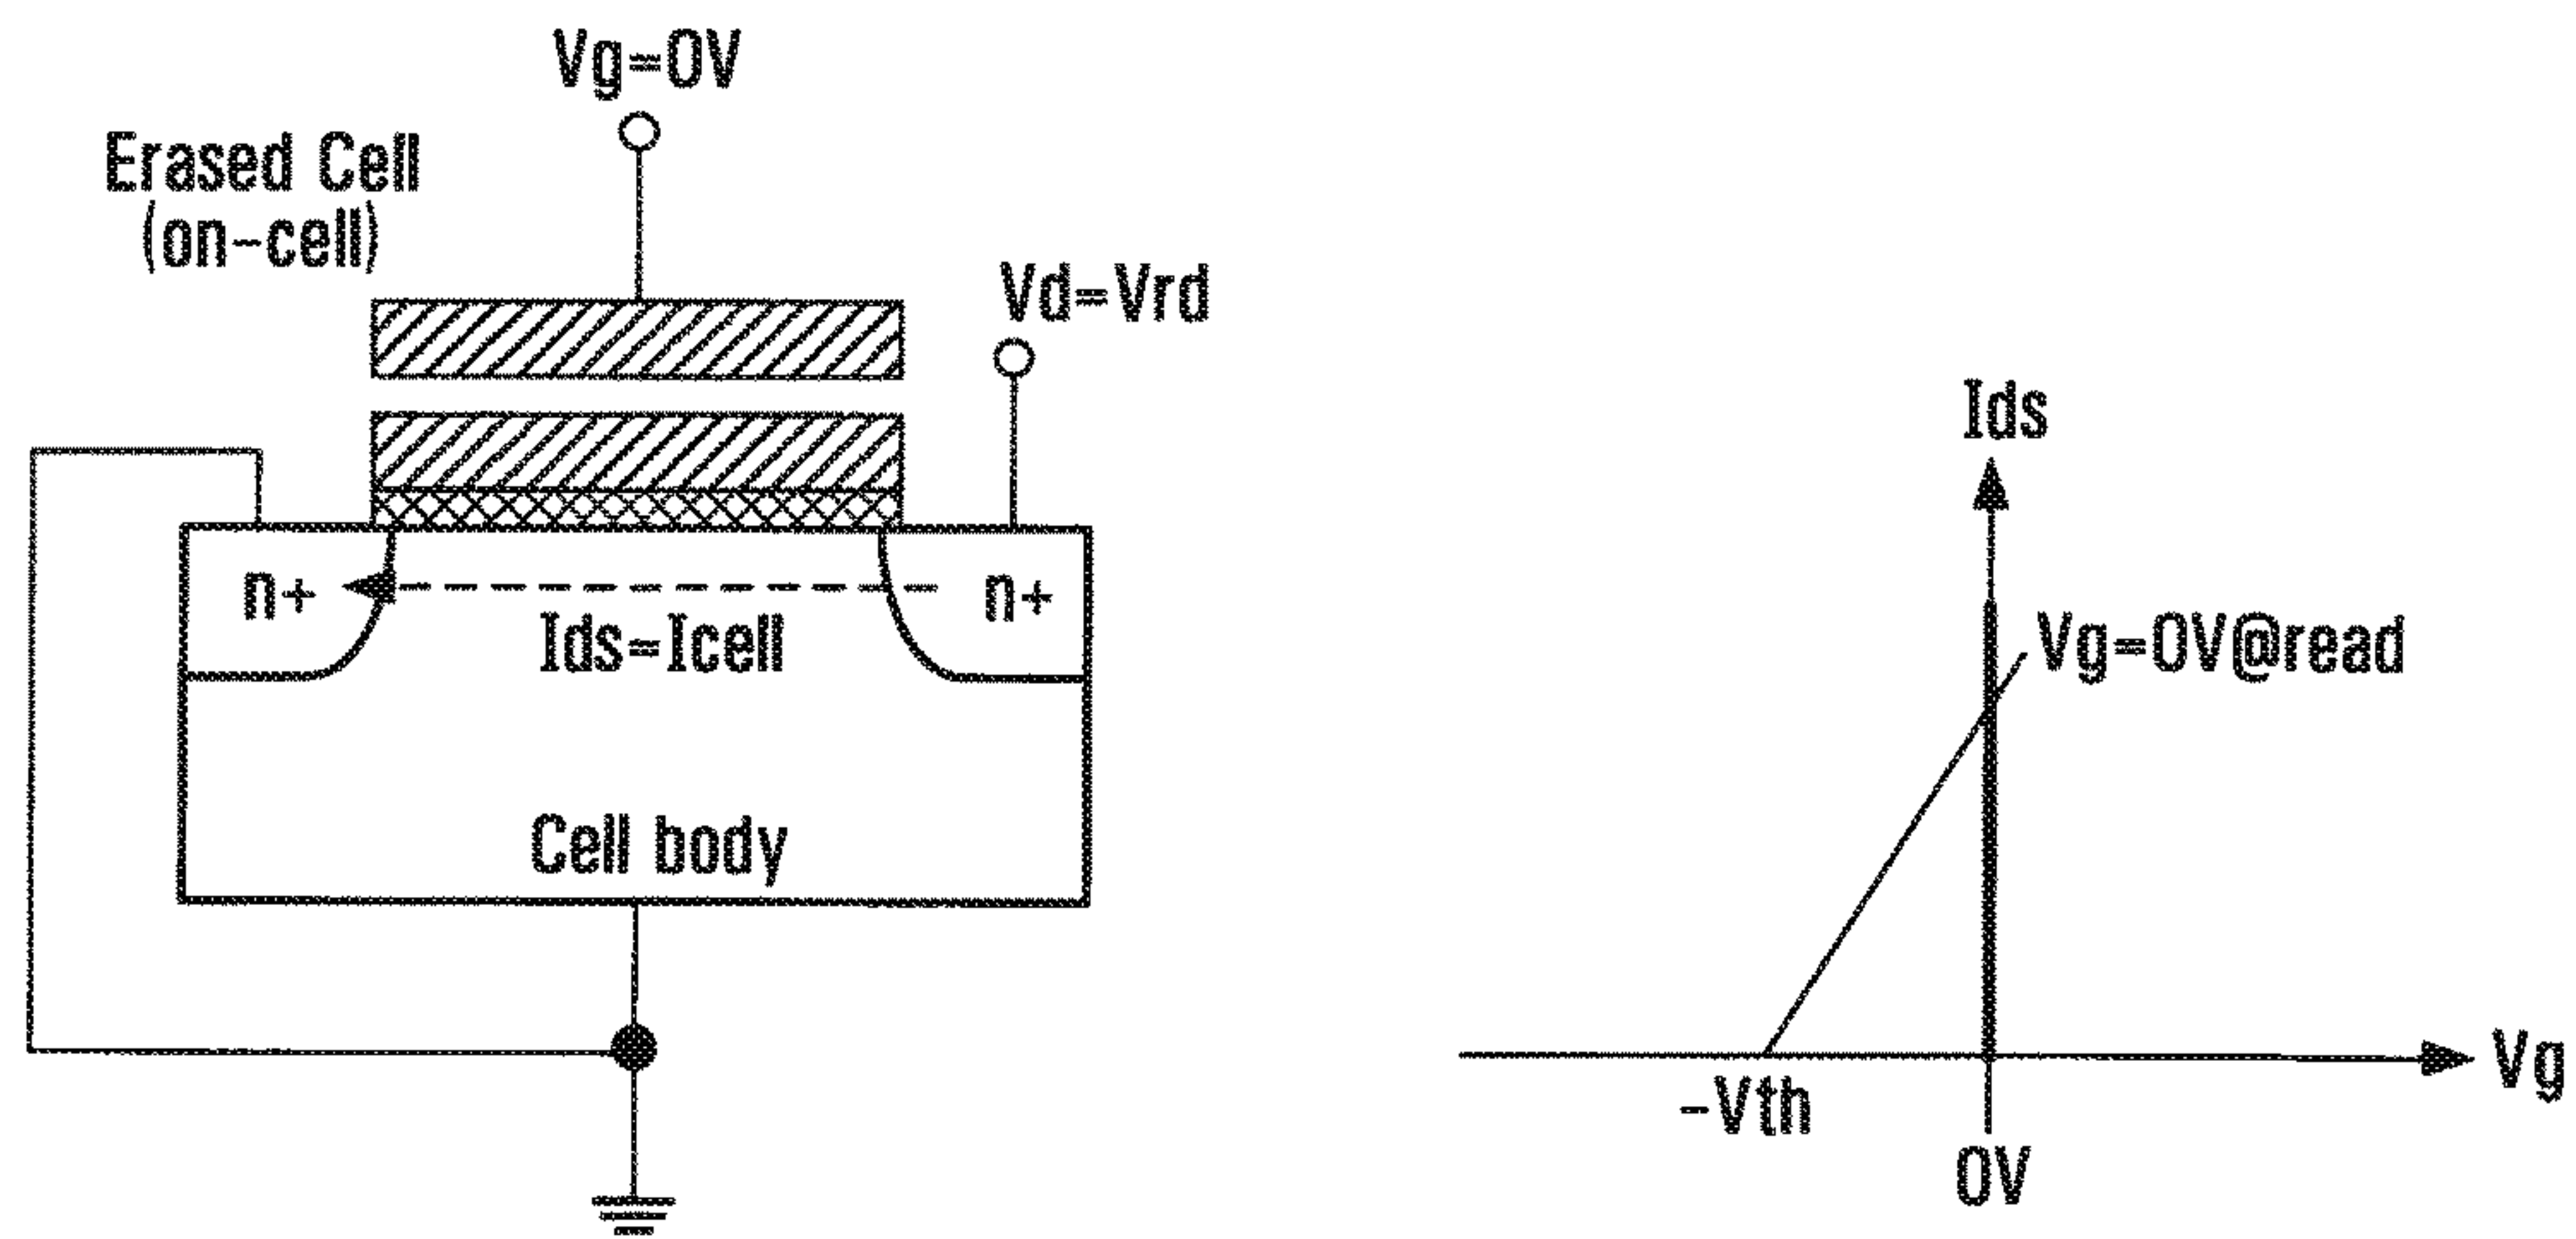 Vg=0V
Erased Cell
(on-cell)
Vd=Vrd
n+
n+
Ids=Icell
Cell body
Ids
Vg=0V@read
Vg
-Vth
0V